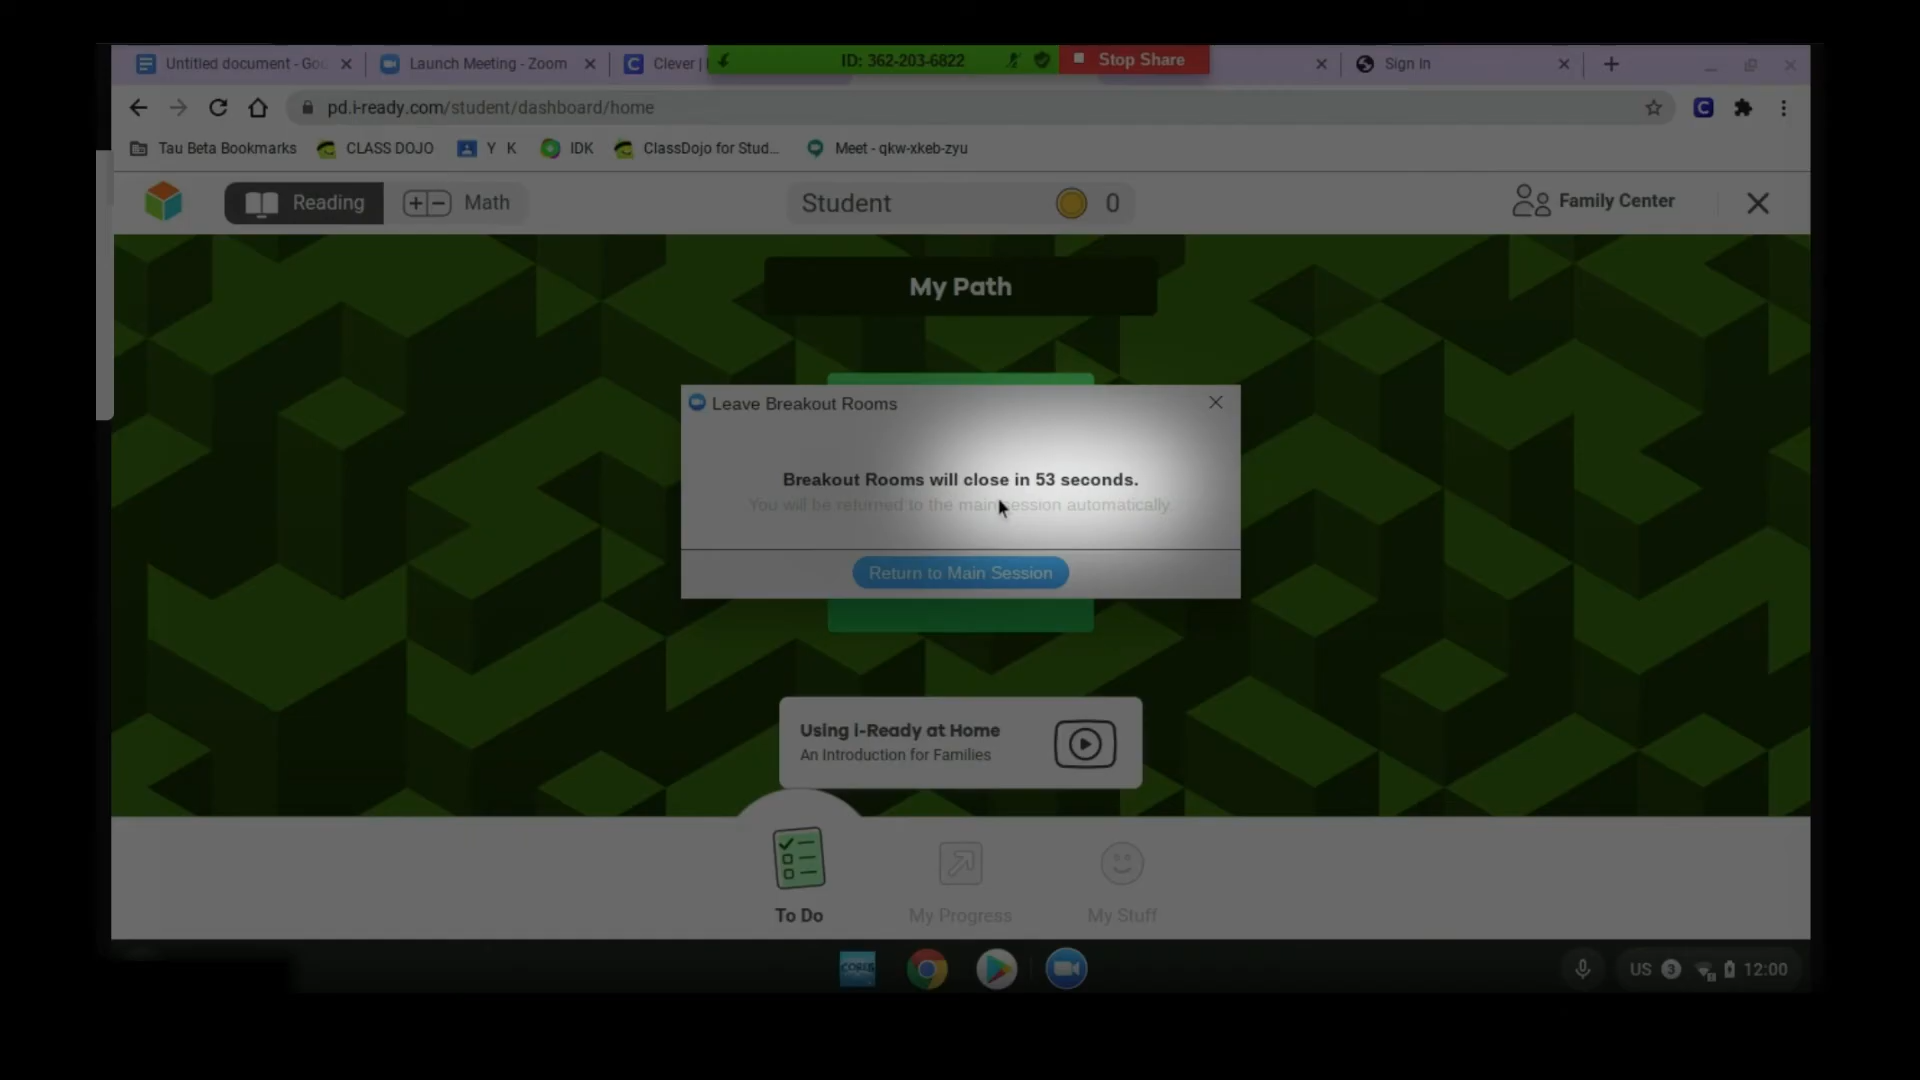 Untitled document - Goo
Launch Meeting - Zoom
Clever |
ID: 362-203-6822
Stop Share
Sign In
pd.i-ready.com/student/dashboard/home
Tau Beta Bookmarks
CLASS DOJO
Y K
IDK
ClassDojo for Stud...
Meet - qkw-xkeb-zyu
Reading
Math
Student
0
Family Center
My Path
Leave Breakout Rooms
Breakout Rooms will close in 53 seconds.
You will be returned to the main session automatically.
Return to Main Session
Using i-Ready at Home
An Introduction for Families
To Do
My Progress
My Stuff
US 3 12:00